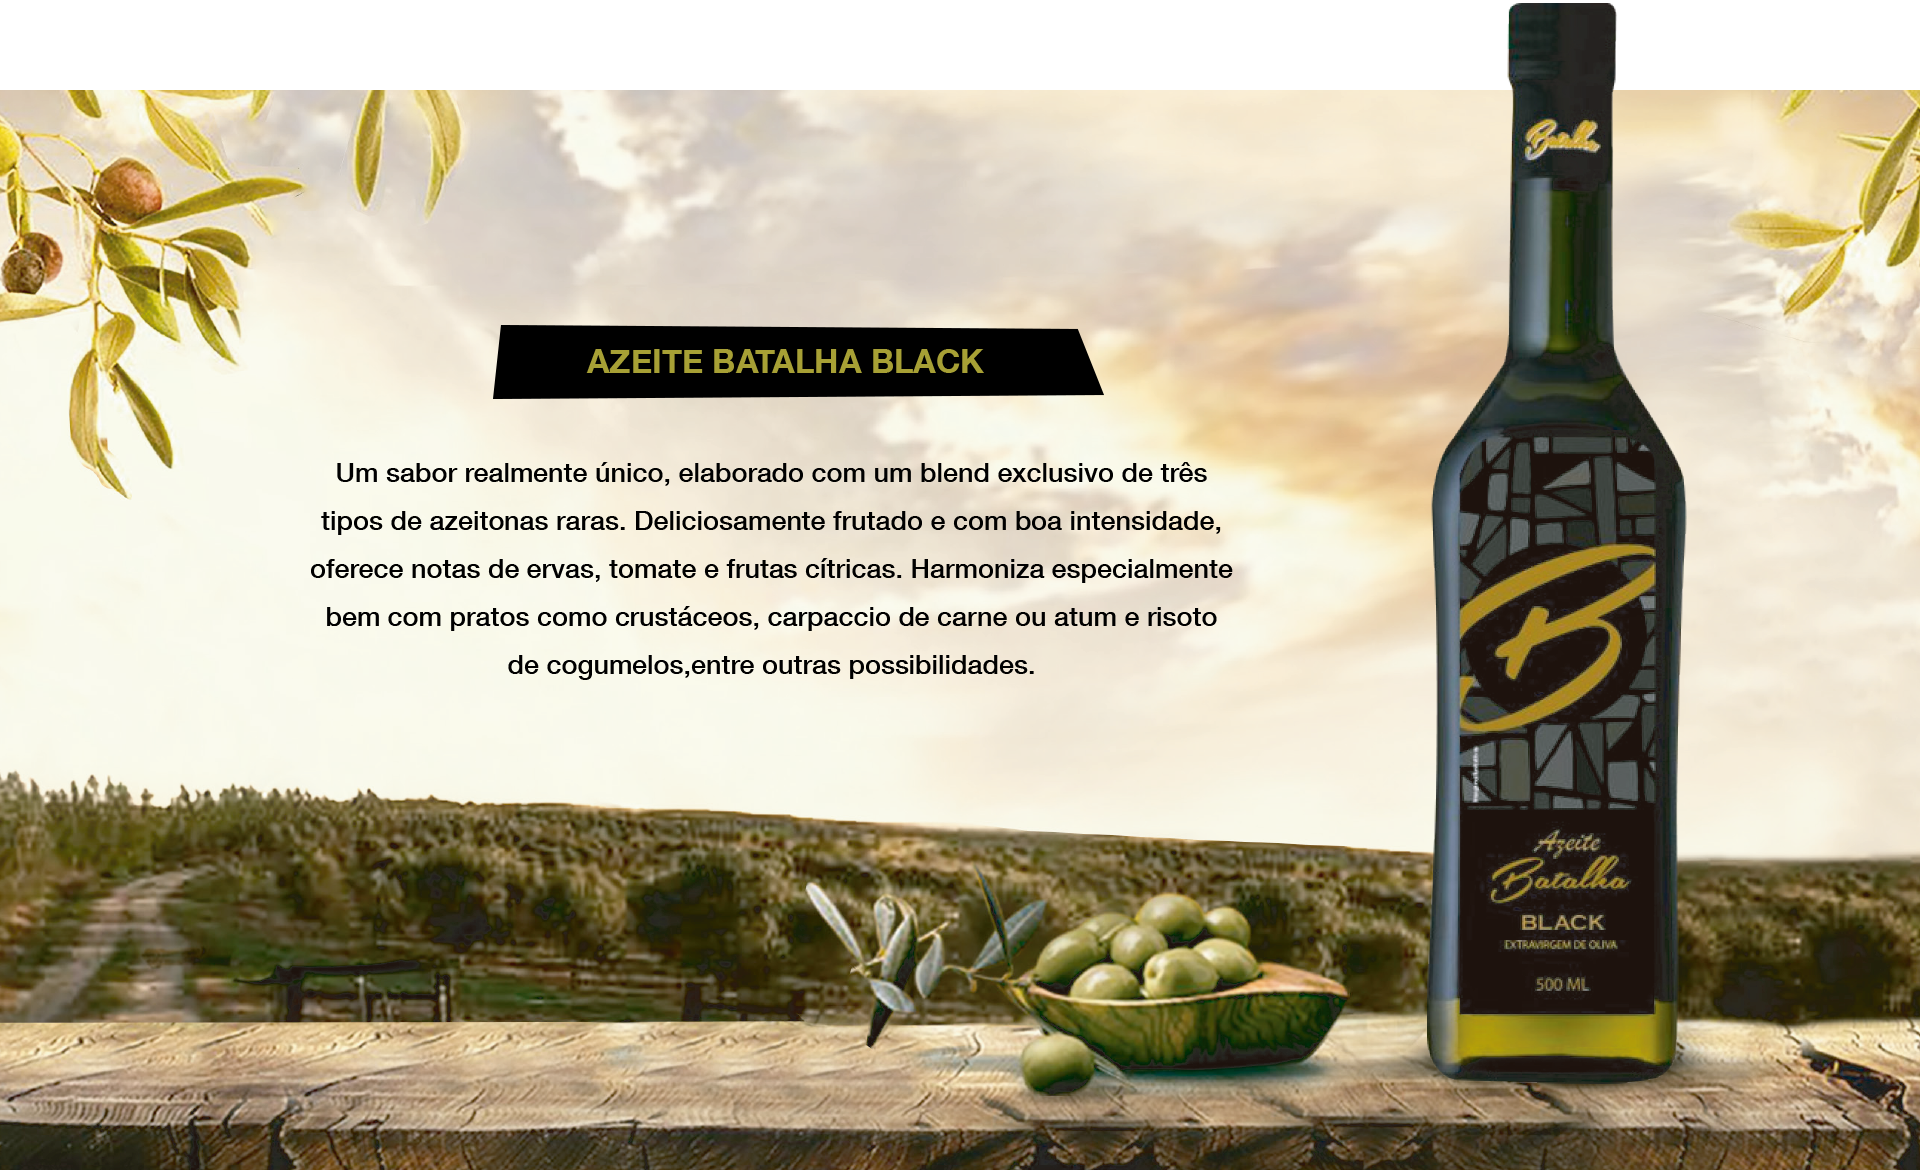 Batalha
AZEITE BATALHA BLACK
Um sabor realmente único, elaborado com um blend exclusivo de três
tipos de azeitonas raras. Deliciosamente frutado e com boa intensidade,
oferece notas de ervas, tomate e frutas cítricas. Harmoniza especialmente
bem com pratos como crustáceos, carpaccio de carne ou atum e risoto
de cogumelos,entre outras possibilidades.
B
Azeite
Batalha
BLACK
EXTRAVIRGEM DE OLIVA
500 ML